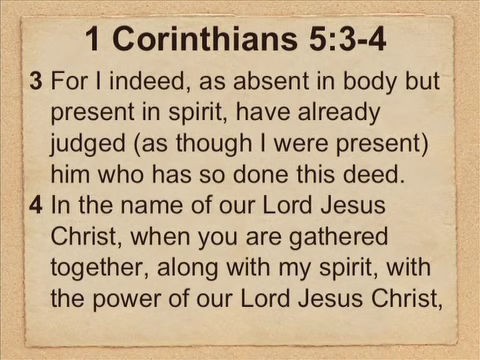 1 Corinthians 5:3-4
3 For I indeed, as absent in body but
present in spirit, have already
judged (as though I were present)
him who has so done this deed.
4 In the name of our Lord Jesus
Christ, when you are gathered
together, along with my spirit, with
the power of our Lord Jesus Christ,